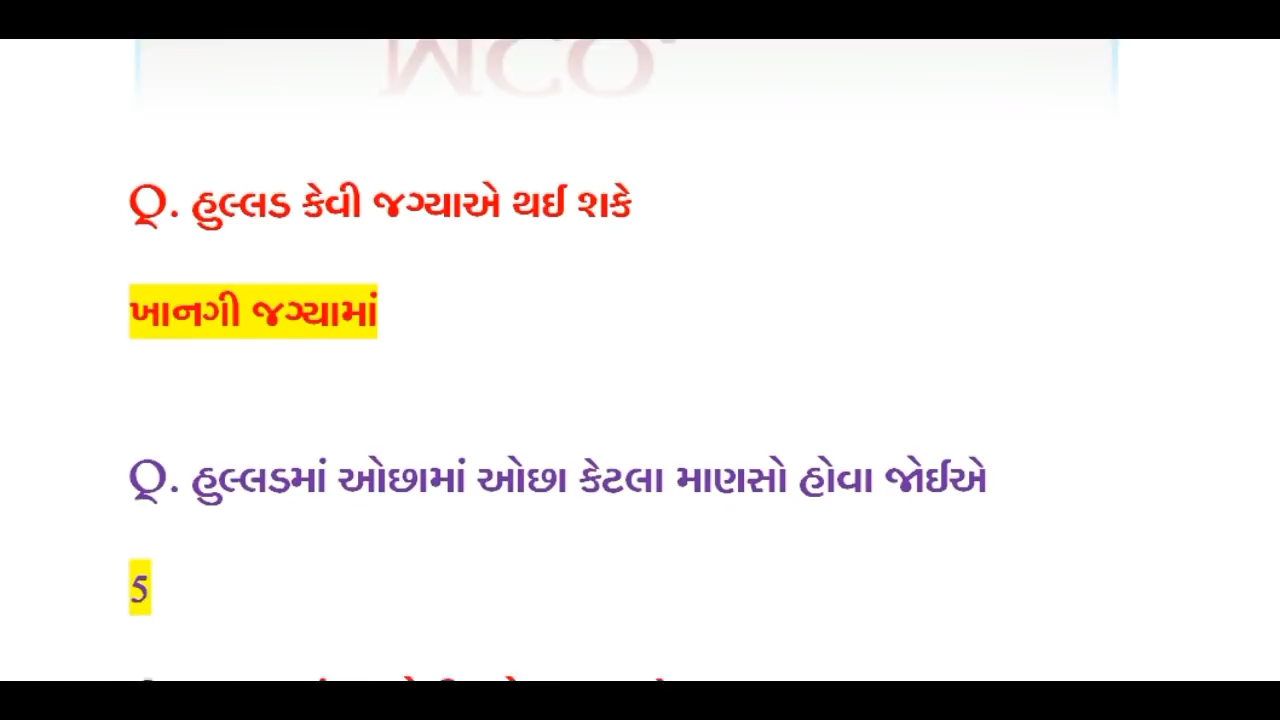 Q. હુલ્લડ કેવી જગ્યાએ થઈ શકે
ખાનગી જગ્યામાં
Q. હુલ્લડમાં ઓછામાં ઓછા કેટલા માણસો હોવા જોઈએ
5